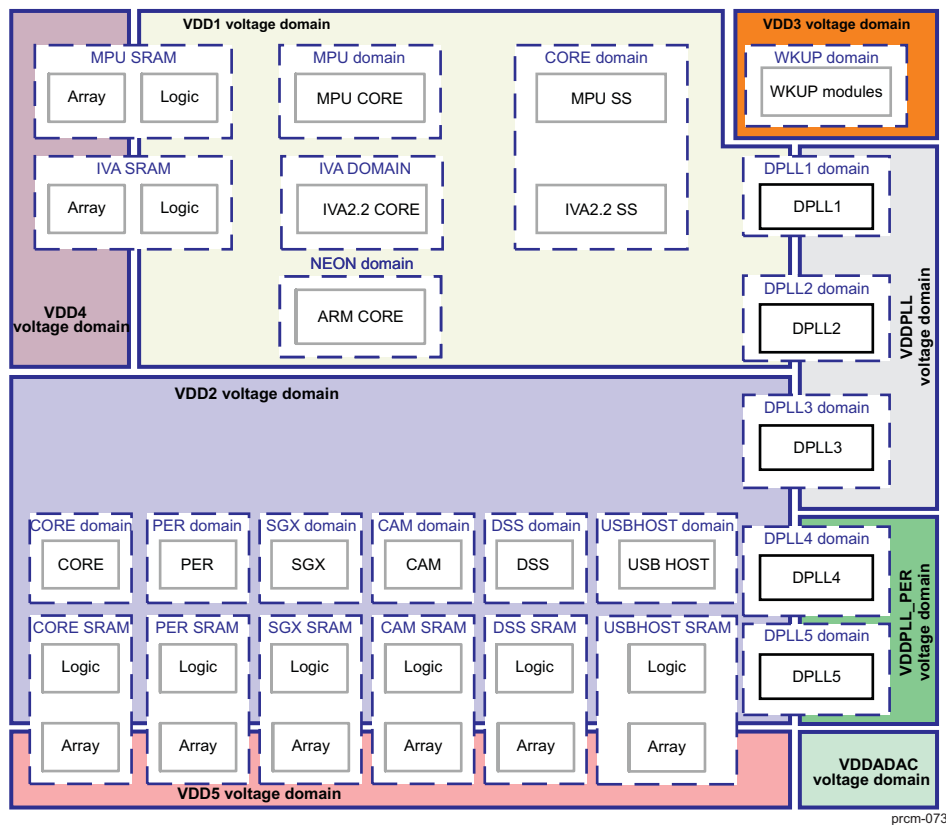 VDD1 voltage domain
VDD3 voltage domain
MPU SRAM
MPU domain
CORE domain
WKUP domain
Array
Logic
MPU CORE
MPU SS
WKUP modules
IVA SRAM
IVA DOMAIN
DPLL1 domain
Array
Logic
IVA2.2 CORE
IVA2.2 SS
DPLL1
NEON domain
ARM CORE
VDD4
voltage domain
DPLL2 domain
DPLL2
VDDPLL
voltage domain
VDD2 voltage domain
DPLL3 domain
DPLL3
CORE domain
PER domain
SGX domain
CAM domain
DSS domain
USBHOST domain
DPLL4 domain
CORE
PER
SGX
CAM
DSS
USB HOST
DPLL4
VDDPLL_PER
voltage domain
CORE SRAM
PER SRAM
SGX SRAM
CAM SRAM
DSS SRAM
USBHOST SRAM
DPLL5 domain
Logic
Logic
Logic
Logic
Logic
Logic
DPLL5
Array
Array
Array
Array
Array
Array
VDD5 voltage domain
VDDADAC
voltage domain
prcm-073